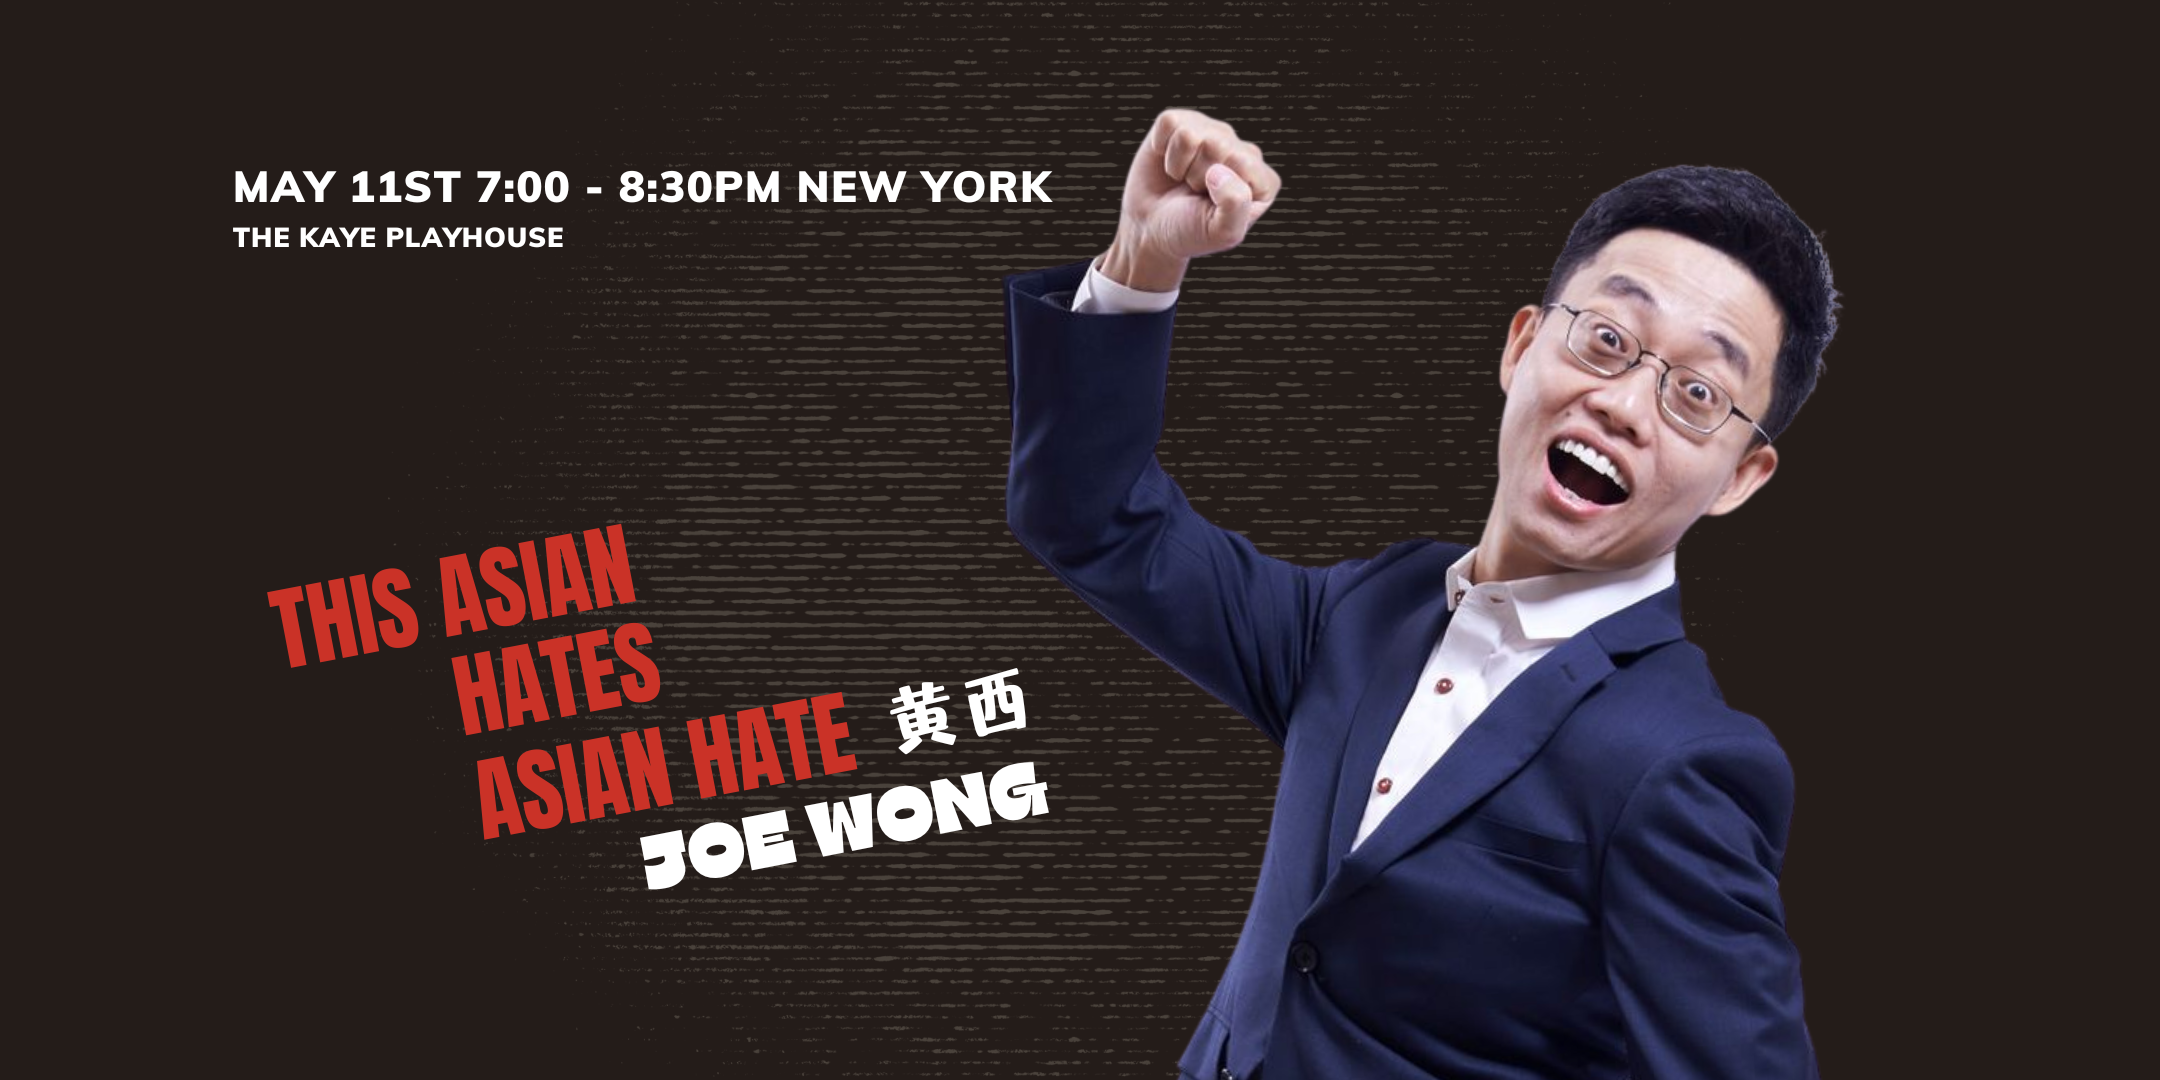 MAY 11ST 7:00 - 8:30PM NEW YORK
THE KAYE PLAYHOUSE
THIS ASIAN
HATES
ASIAN HATE
黄西
JOE WONG